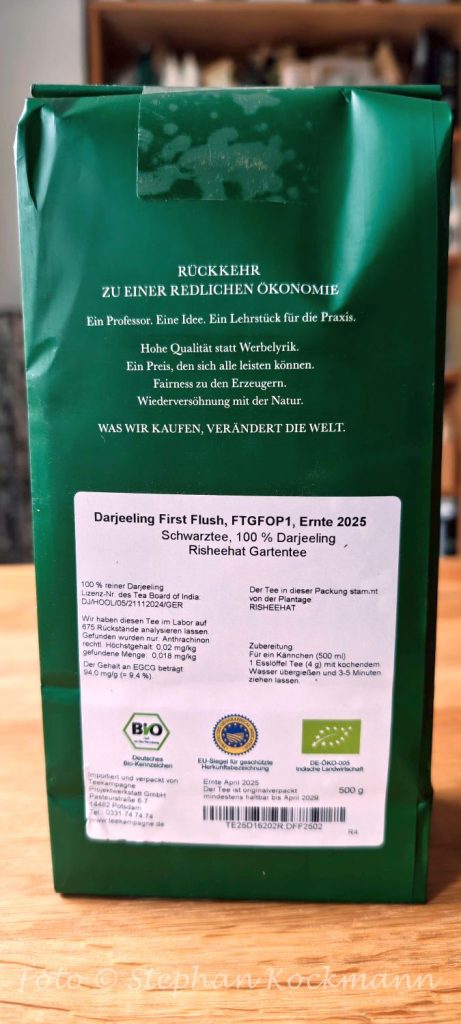 RÜCKKEHR
ZU EINER REDLICHEN ÖKONOMIE
Ein Professor. Eine Idee. Ein Lehrstück für die Praxis.
Hohe Qualität statt Werbelyrik.
Ein Preis, den sich alle leisten können.
Fairness zu den Erzeugern.
Wiederversöhnung mit der Natur.
WAS WIR KAUFEN, VERÄNDERT DIE WELT.
Darjeeling First Flush, FTGFOP1, Ernte 2025
Schwarztee, 100 % Darjeeling
Risheehat Gartentee
100 % reiner Darjeeling
Lizenz-Nr. des Tea Board of India:
DJ/HOOL/05/21112024/GER
Wir haben diesen Tee im Labor auf
675 Rückstände analysieren lassen.
Gefunden wurden nur: Anthrachinon
rechtl. Höchstgehalt: 0,02 mg/kg
gefundene Menge: 0,018 mg/kg
Der Gehalt an EGCG beträgt
94,0 mg/g (= 9,4 %).
Der Tee in dieser Packung stammt
von der Plantage
RISHEEHAT
Zubereitung:
Für ein Kännchen (500 ml)
1 Esslöffel Tee (4 g) mit kochendem
Wasser übergießen und 3-5 Minuten
ziehen lassen.
Bio
Deutsches
Bio-Kennzeichen
EU-Siegel für geschützte
Herkunftsbezeichnung
DE-ÖKO-005
Indische Landwirtschaft
Importiert und verpackt von
Teekampagne
Projektwerkstatt GmbH
Pasteurstraße 6-7
14482 Potsdam
Tel.: 0331 74 74 74
www.teekampagne.de
Ernte April 2025
Der Tee ist originalverpackt
mindestens haltbar bis April 2029
500 g
TE25D16202R.DFF2502
R4
Foto © Stephan Kockmann